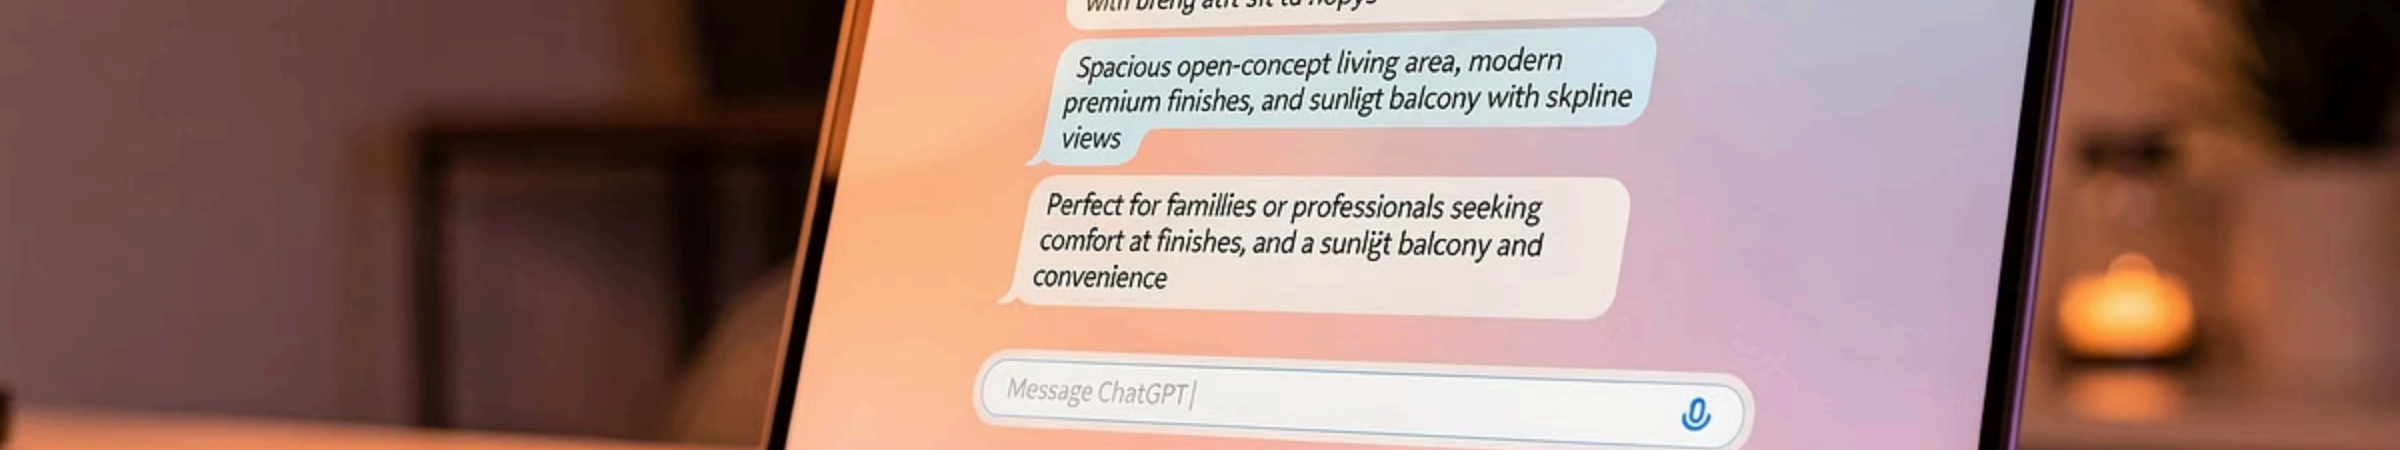 Spacious open-concept living area, modern
premium finishes, and sunligt balcony with skpline
views
Perfect for famillies or professionals seeking
comfort at finishes, and a sunligt balcony and
convenience
Message ChatGPT